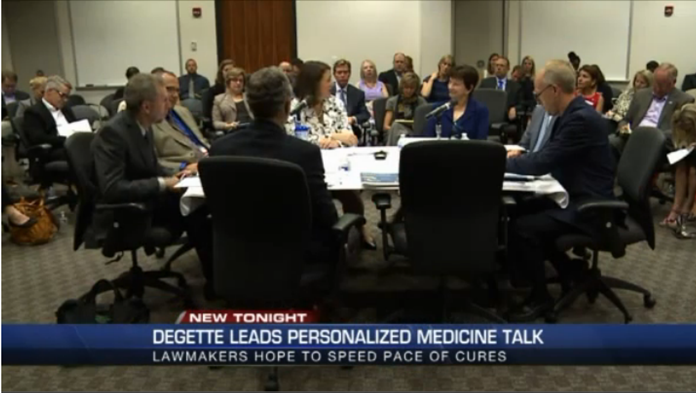 NEW TONIGHT
DEGETTE LEADS PERSONALIZED MEDICINE TALK
LAWMAKERS HOPE TO SPEED PACE OF CURES